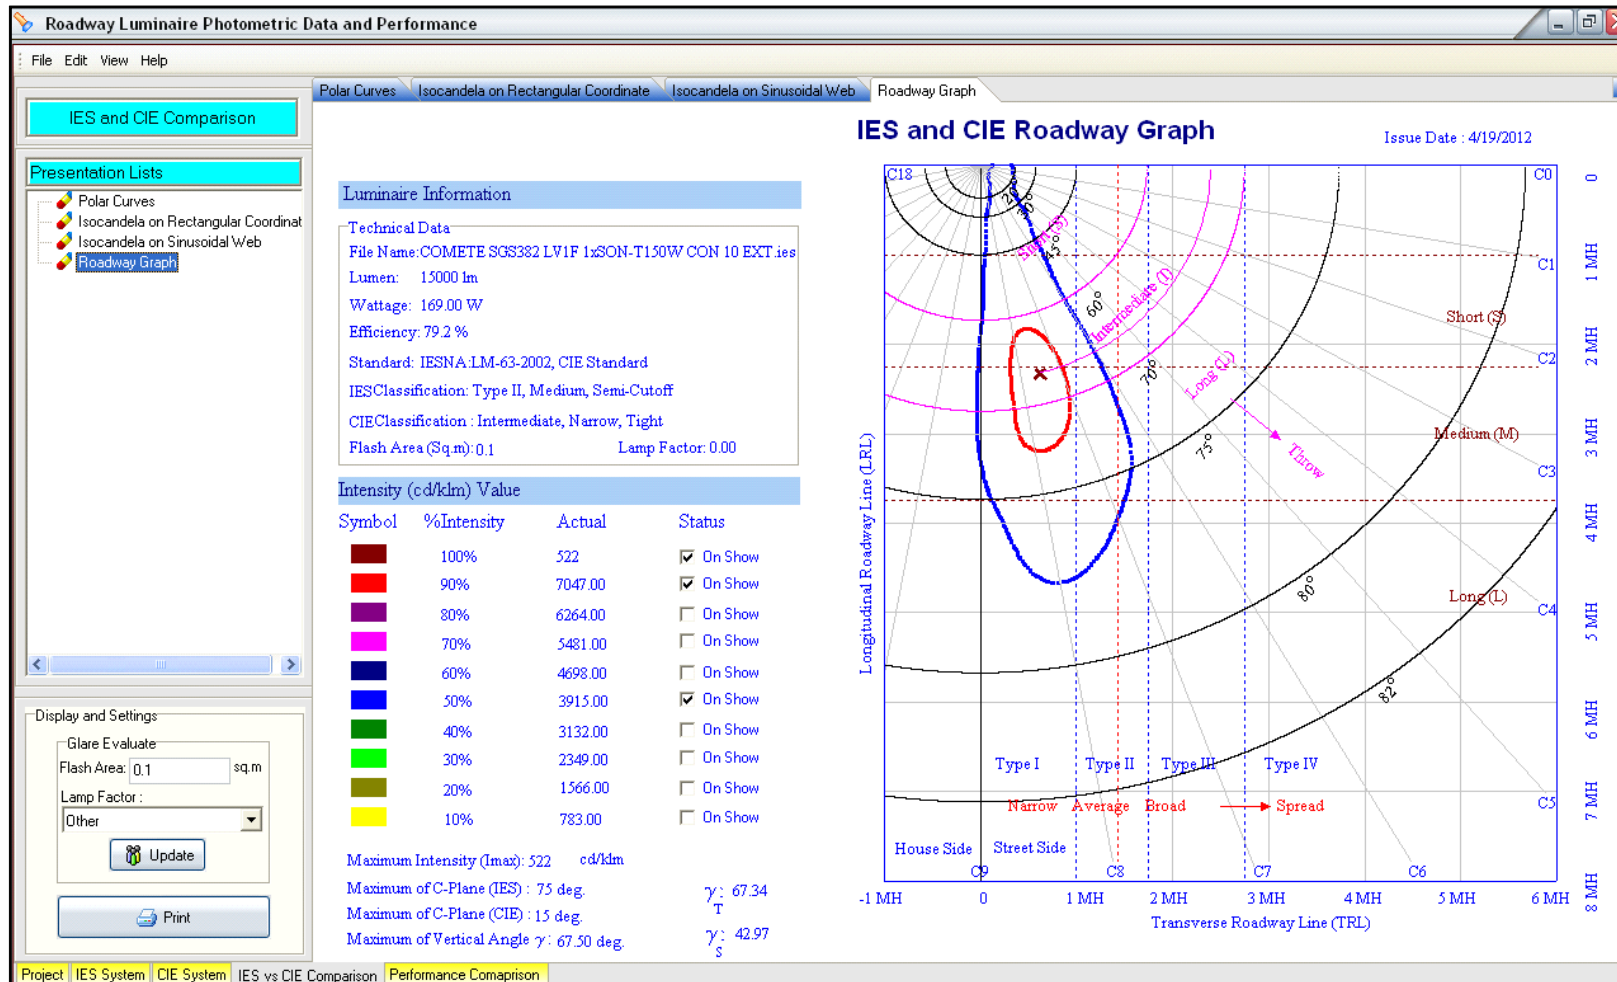 Roadway Luminaire Photometric Data and Performance
File Edit View Help
IES and CIE Comparison
Presentation Lists
Polar Curves
Isocandela on Rectangular Coordinat
Isocandela on Sinusoidal Web
Roadway Graph
Display and Settings
Glare Evaluate
Flash Area: 0.1 sq.m
Lamp Factor :
Other
Update
Print
Polar Curves Isocandela on Rectangular Coordinate Isocandela on Sinusoidal Web Roadway Graph
Luminaire Information
Technical Data
File Name:COMETE SGS382 LV1F 1xSON-T150W CON 10 EXT.ies
Lumen: 15000 lm
Wattage: 169.00 W
Efficiency: 79.2 %
Standard: IESNA:LM-63-2002, CIE Standard
IESClassification: Type II, Medium, Semi-Cutoff
CIEClassification : Intermediate, Narrow, Tight
Flash Area (Sq.m): 0.1 Lamp Factor: 0.00
Intensity (cd/klm) Value
Symbol %Intensity Actual Status
100% 522 On Show
90% 7047.00 On Show
80% 6264.00 On Show
70% 5481.00 On Show
60% 4698.00 On Show
50% 3915.00 On Show
40% 3132.00 On Show
30% 2349.00 On Show
20% 1566.00 On Show
10% 783.00 On Show
Maximum Intensity (Imax): 522 cd/klm
Maximum of C-Plane (IES) : 75 deg. γT: 67.34
Maximum of C-Plane (CIE) : 15 deg.
Maximum of Vertical Angle γ: 67.50 deg. γS: 42.97
IES and CIE Roadway Graph
Issue Date : 4/19/2012
C18 C0
30°
45°
60°
70°
75°
80°
82°
Short (S)
Intermediate (I)
Long (L)
Throw
Short (S)
Medium (M)
Long (L)
C1
C2
C3
C4
C5
C6
C7
C8
C9
0
1 MH
2 MH
3 MH
4 MH
5 MH
6 MH
7 MH
8 MH
Longitudinal Roadway Line (LRL)
Type I Type II Type III Type IV
Narrow Average Broad Spread
House Side Street Side
-1 MH 0 1 MH 2 MH 3 MH 4 MH 5 MH 6 MH
Transverse Roadway Line (TRL)
Project IES System CIE System IES vs CIE Comparison Performance Comaprison